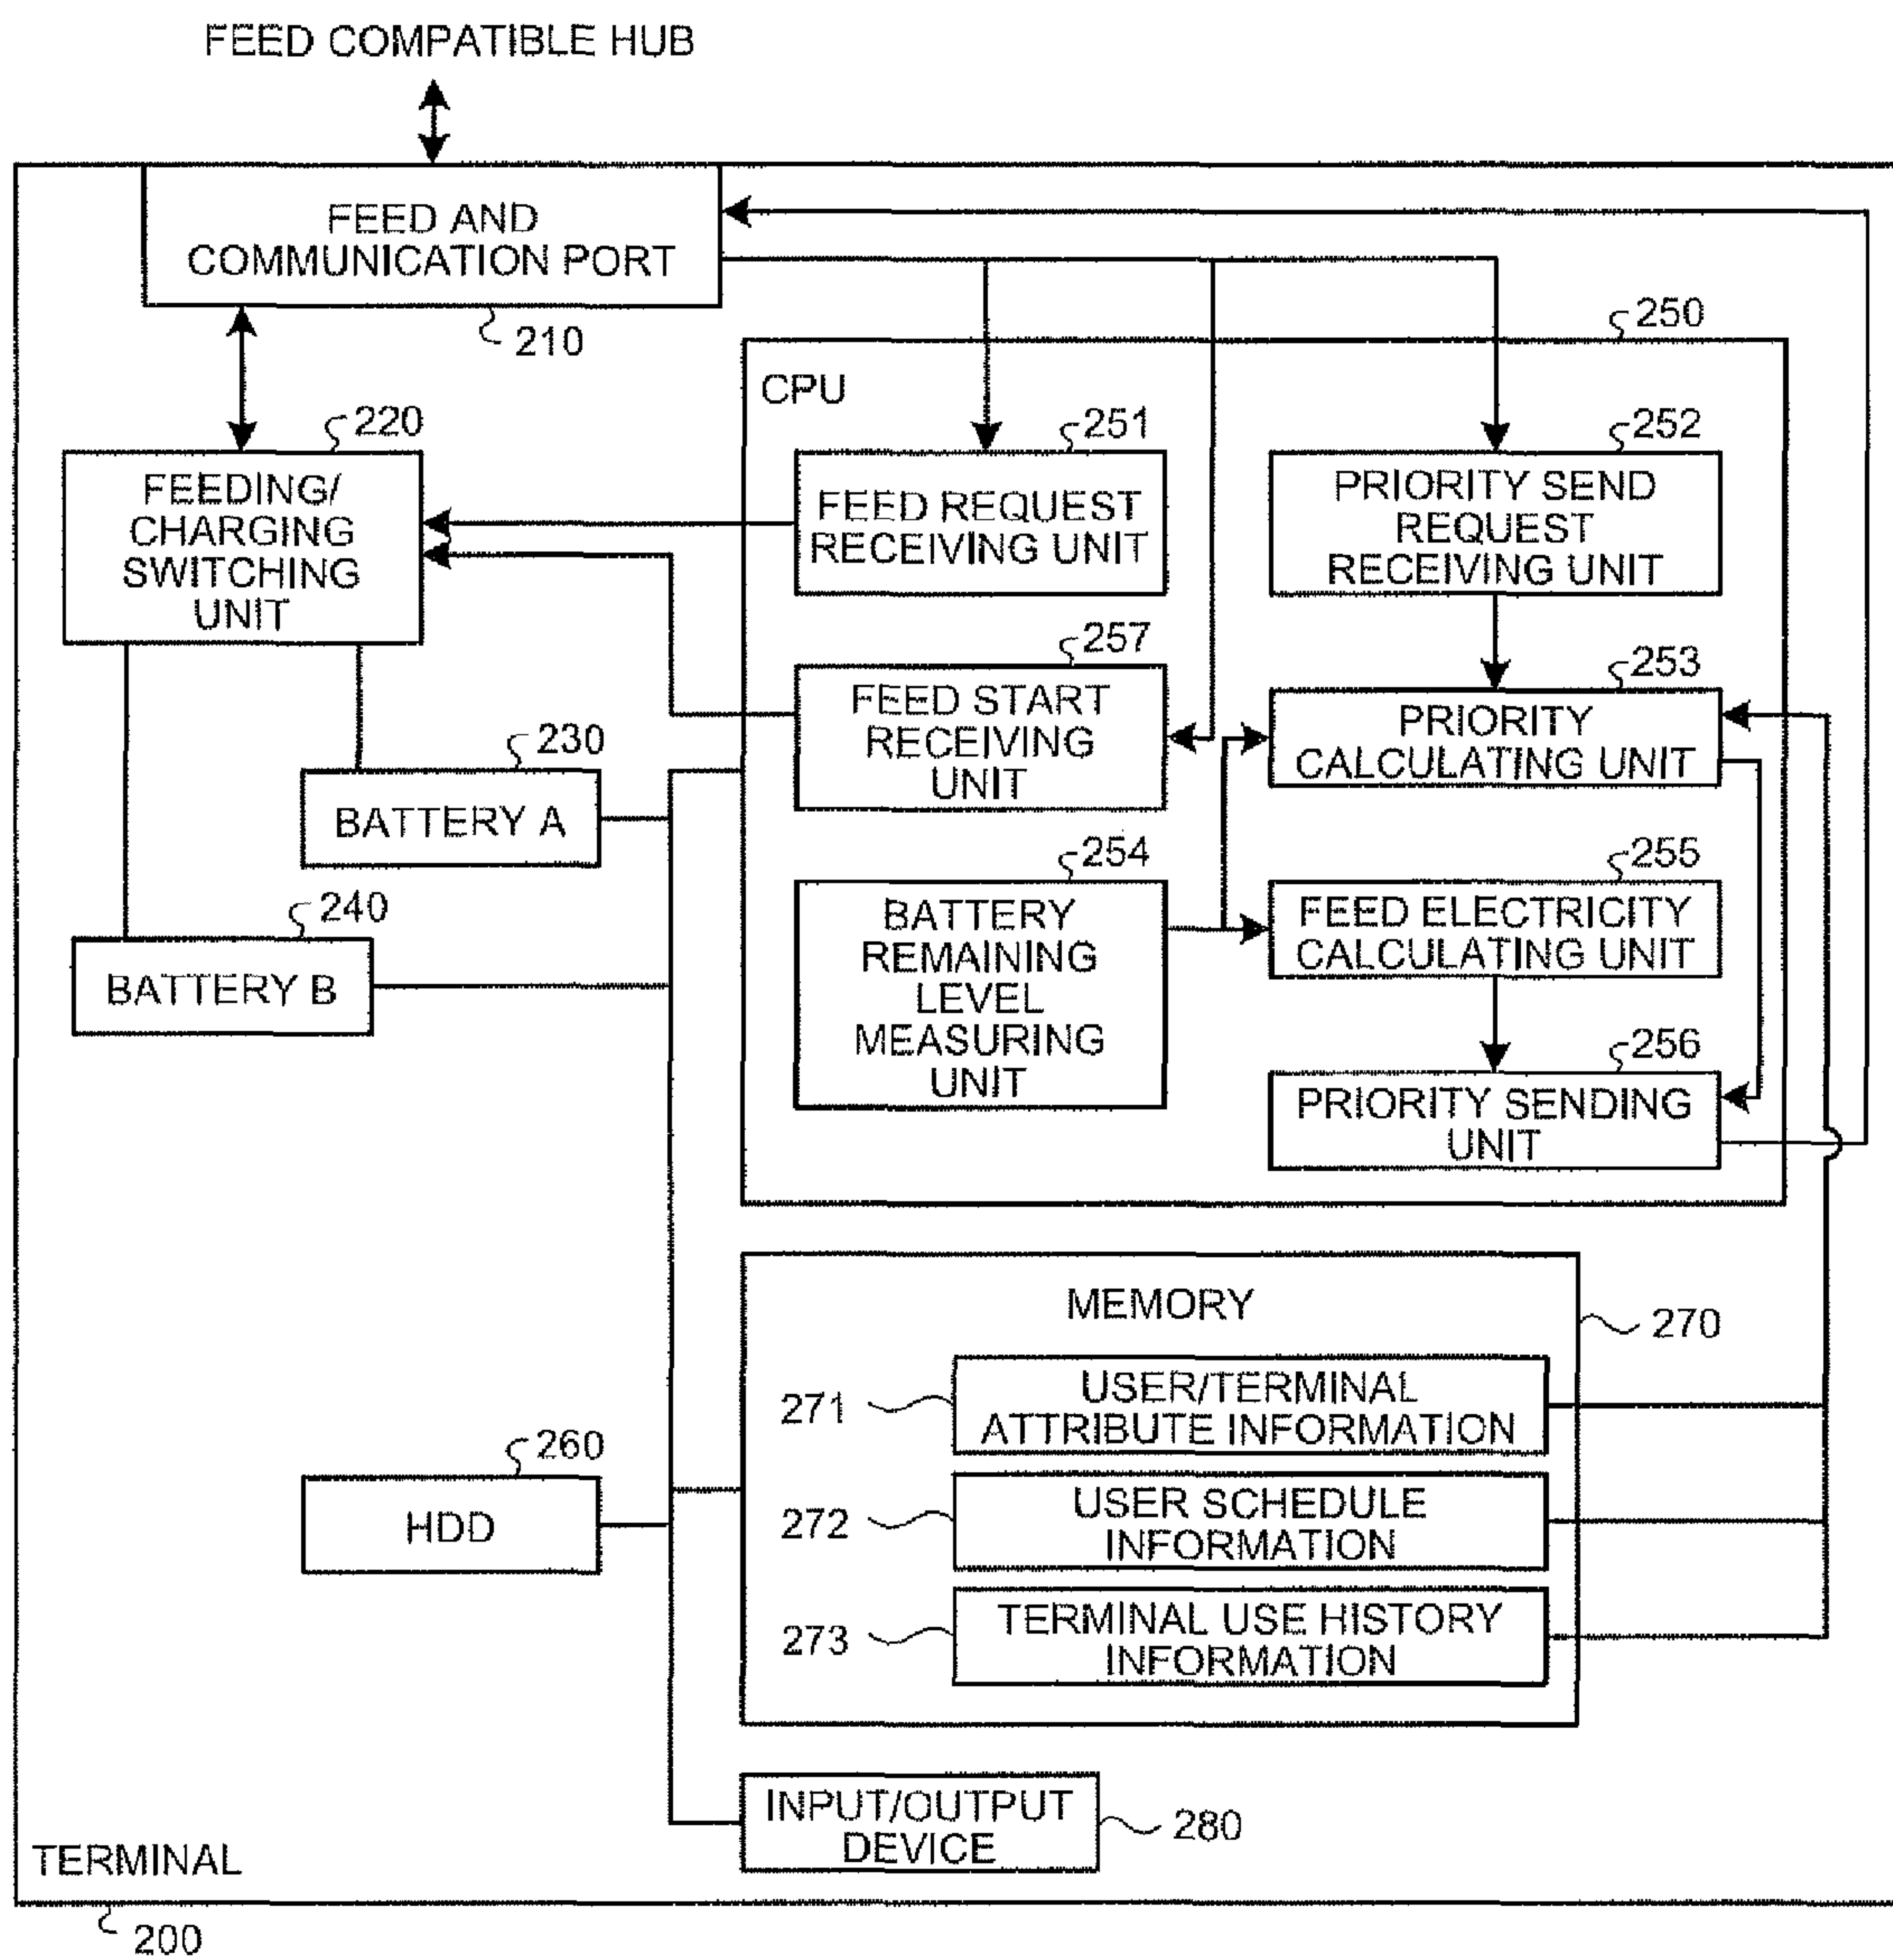 FEED COMPATIBLE HUB
FEED AND
COMMUNICATION PORT
210
250
CPU
220
FEEDING/
CHARGING
SWITCHING
UNIT
251
FEED REQUEST
RECEIVING UNIT
252
PRIORITY SEND
REQUEST
RECEIVING UNIT
257
FEED START
RECEIVING
UNIT
253
PRIORITY
CALCULATING UNIT
230
BATTERY A
240
BATTERY B
254
BATTERY
REMAINING
LEVEL
MEASURING
UNIT
255
FEED ELECTRICITY
CALCULATING UNIT
256
PRIORITY SENDING
UNIT
MEMORY
270
271
USER/TERMINAL
ATTRIBUTE INFORMATION
272
USER SCHEDULE
INFORMATION
273
TERMINAL USE HISTORY
INFORMATION
260
HDD
INPUT/OUTPUT
DEVICE
280
TERMINAL
200